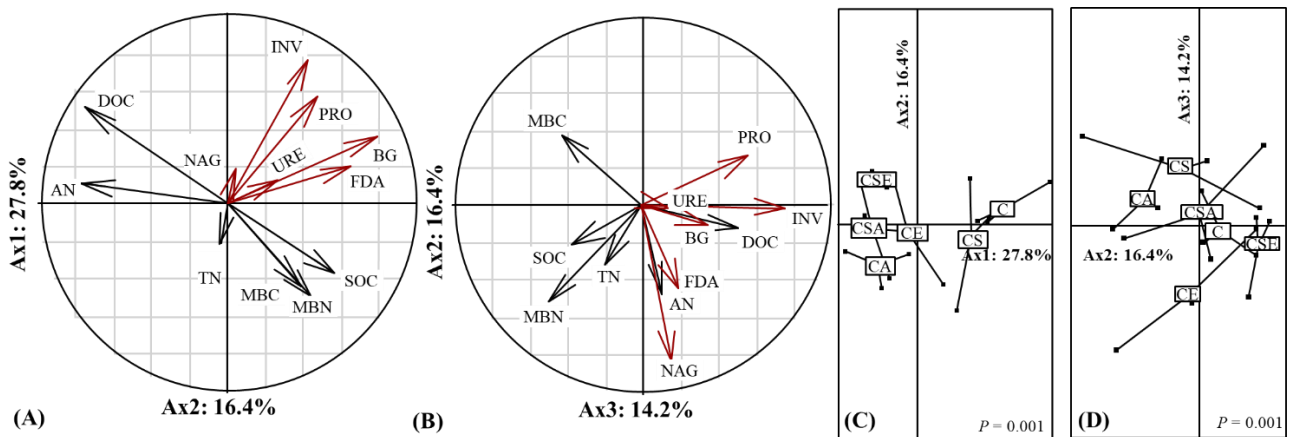 INV
DOC
PRO
NAG
URE
BG
FDA
AN
TN
MBC
SOC
MBN
Ax1: 27.8%
Ax2: 16.4%
(A)
MBC
PRO
URE
INV
BG
DOC
SOC
TN
FDA
AN
MBN
NAG
Ax2: 16.4%
Ax3: 14.2%
(B)
Ax2: 16.4%
CSE
C
CSA
CE
CS
Ax1: 27.8%
CA
(C)
P = 0.001
Ax3: 14.2%
CS
CA
CSA
C
CSE
Ax2: 16.4%
CE
(D)
P = 0.001